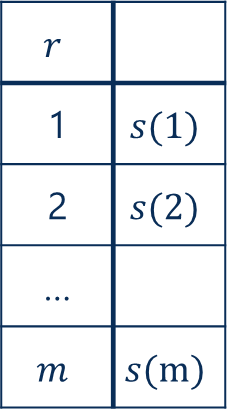 r
1 s(1)
2 s(2)
...
m s(m)